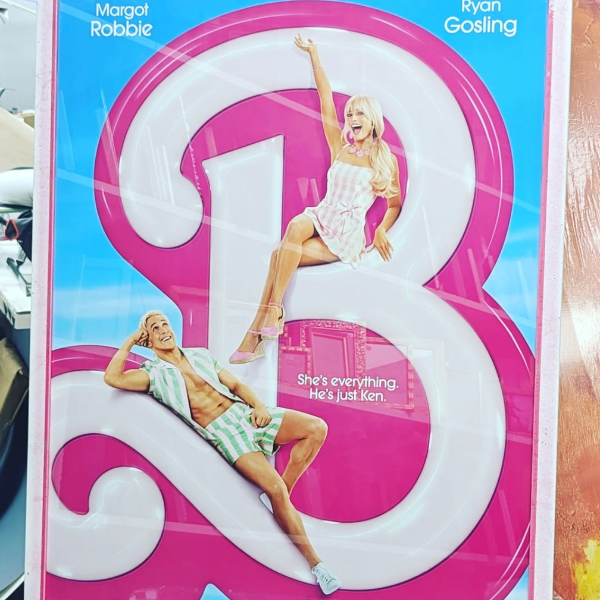 Margot
Robbie
Ryan
Gosling
She's everything.
He's just Ken.